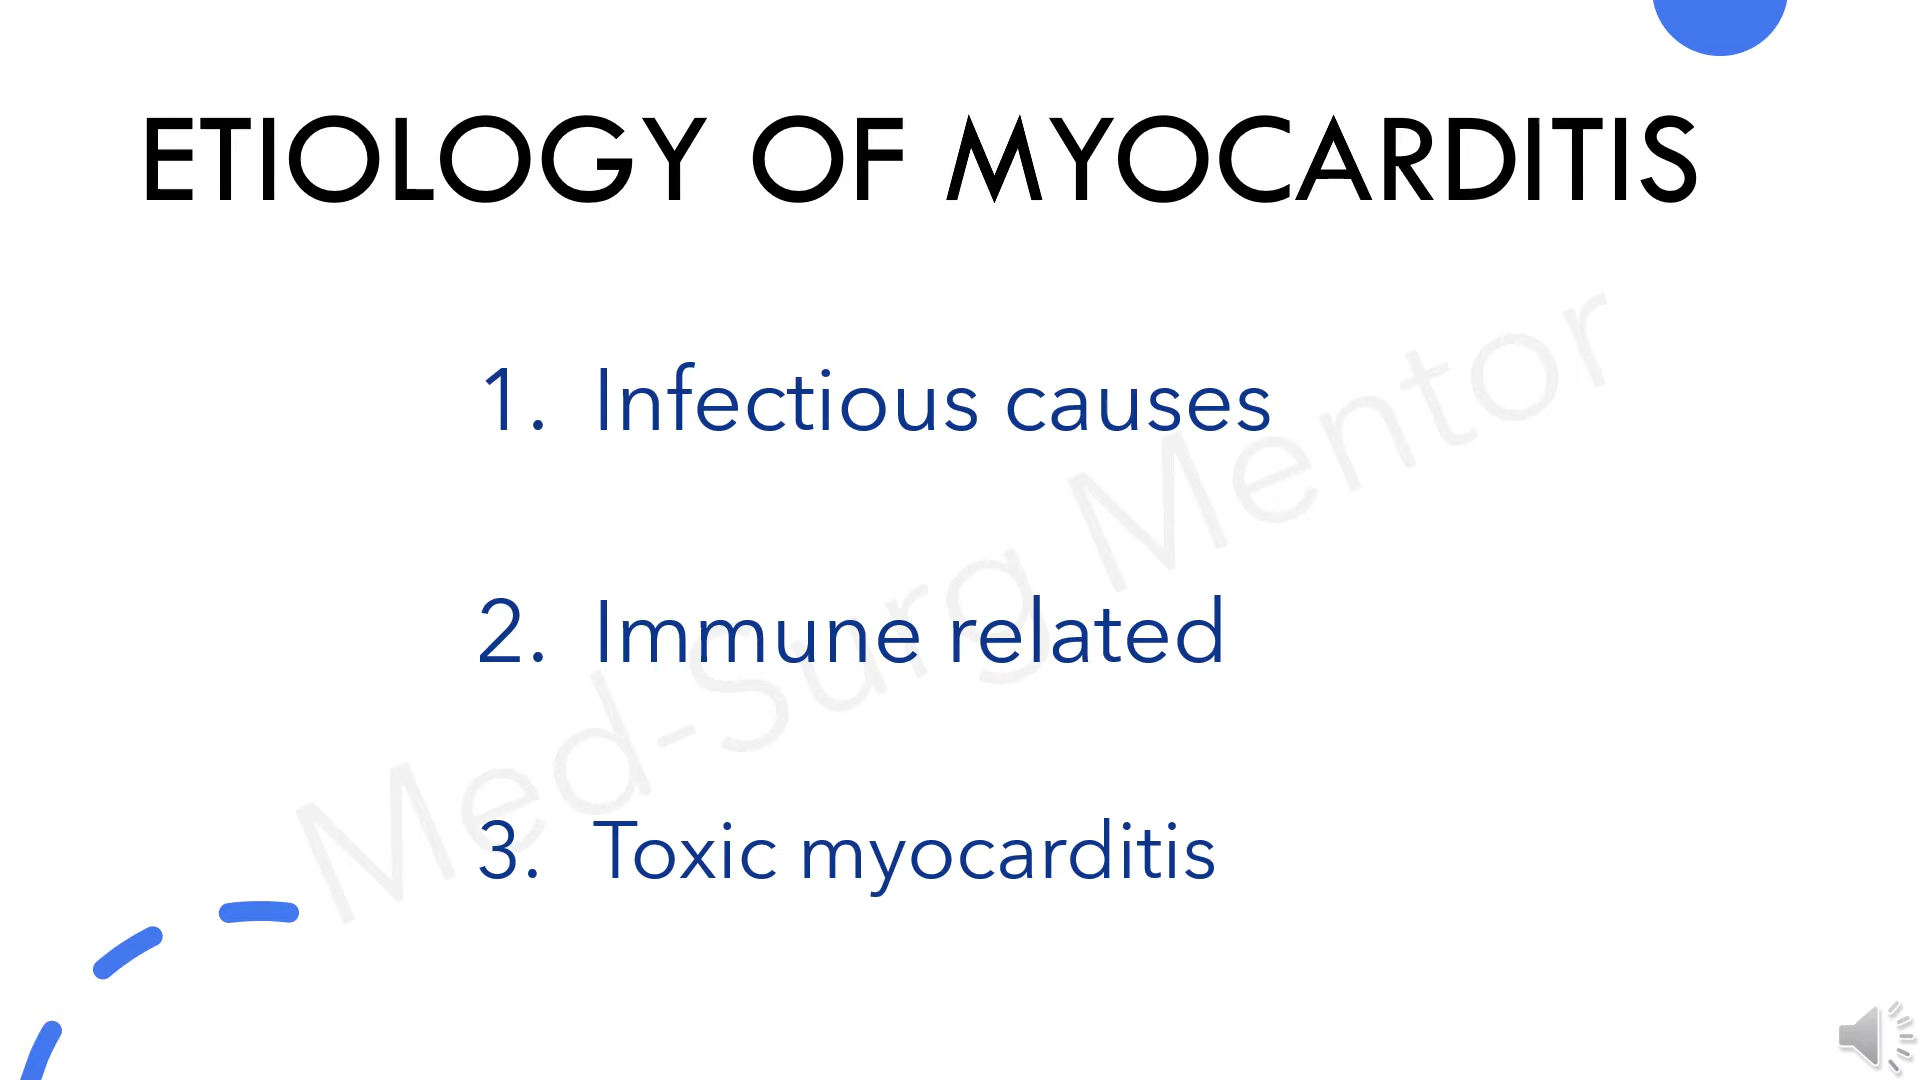 ETIOLOGY OF MYOCARDITIS
1. Infectious causes
2. Immune related
3. Toxic myocarditis
Med-Surg Mentor